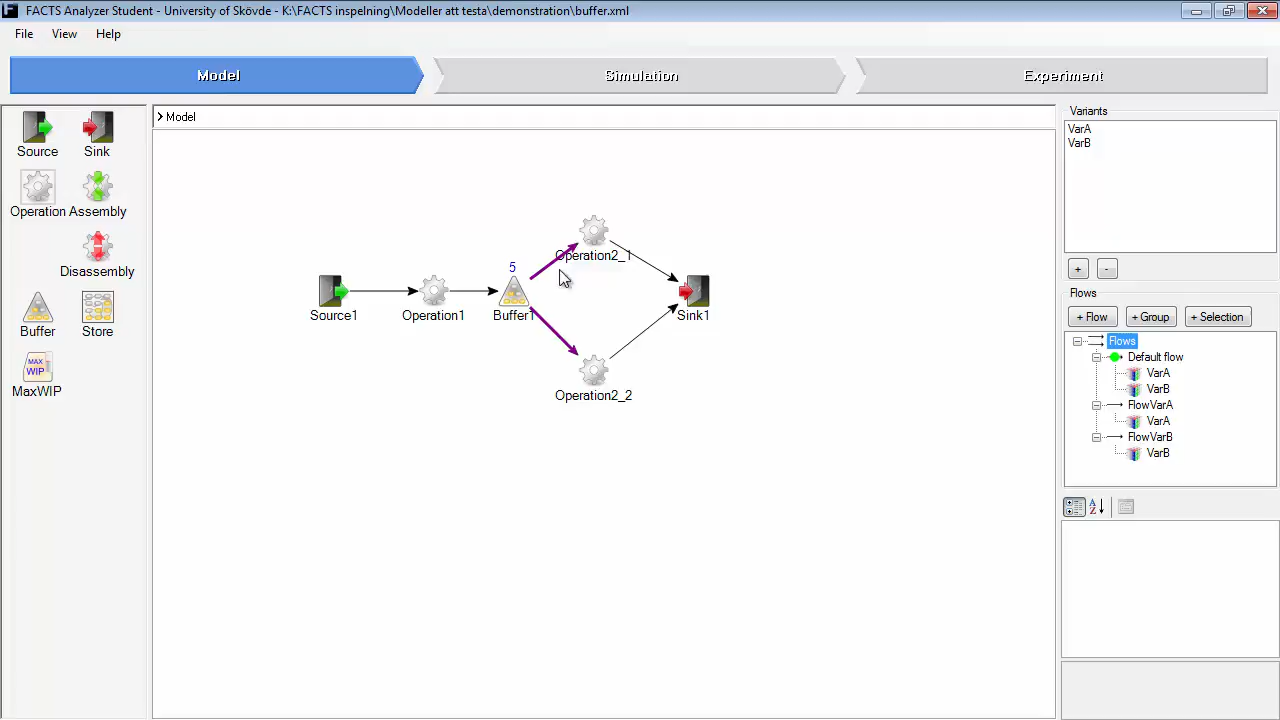 FACTS Analyzer Student - University of Skövde - K:\FACTS inspelning\Modeller att testa\demonstration\buffer.xml
File View Help
Model Simulation Experiment
Source Sink
Operation Assembly
Disassembly
Buffer Store
MAX WIP
MaxWIP
Model
Source1
Operation1
5
Buffer1
Operation2_1
Operation2_2
Sink1
Variants
VarA
VarB
+ -
Flows
+ Flow + Group + Selection
Flows
Default flow
VarA
VarB
FlowVarA
VarA
FlowVarB
VarB
A
Z